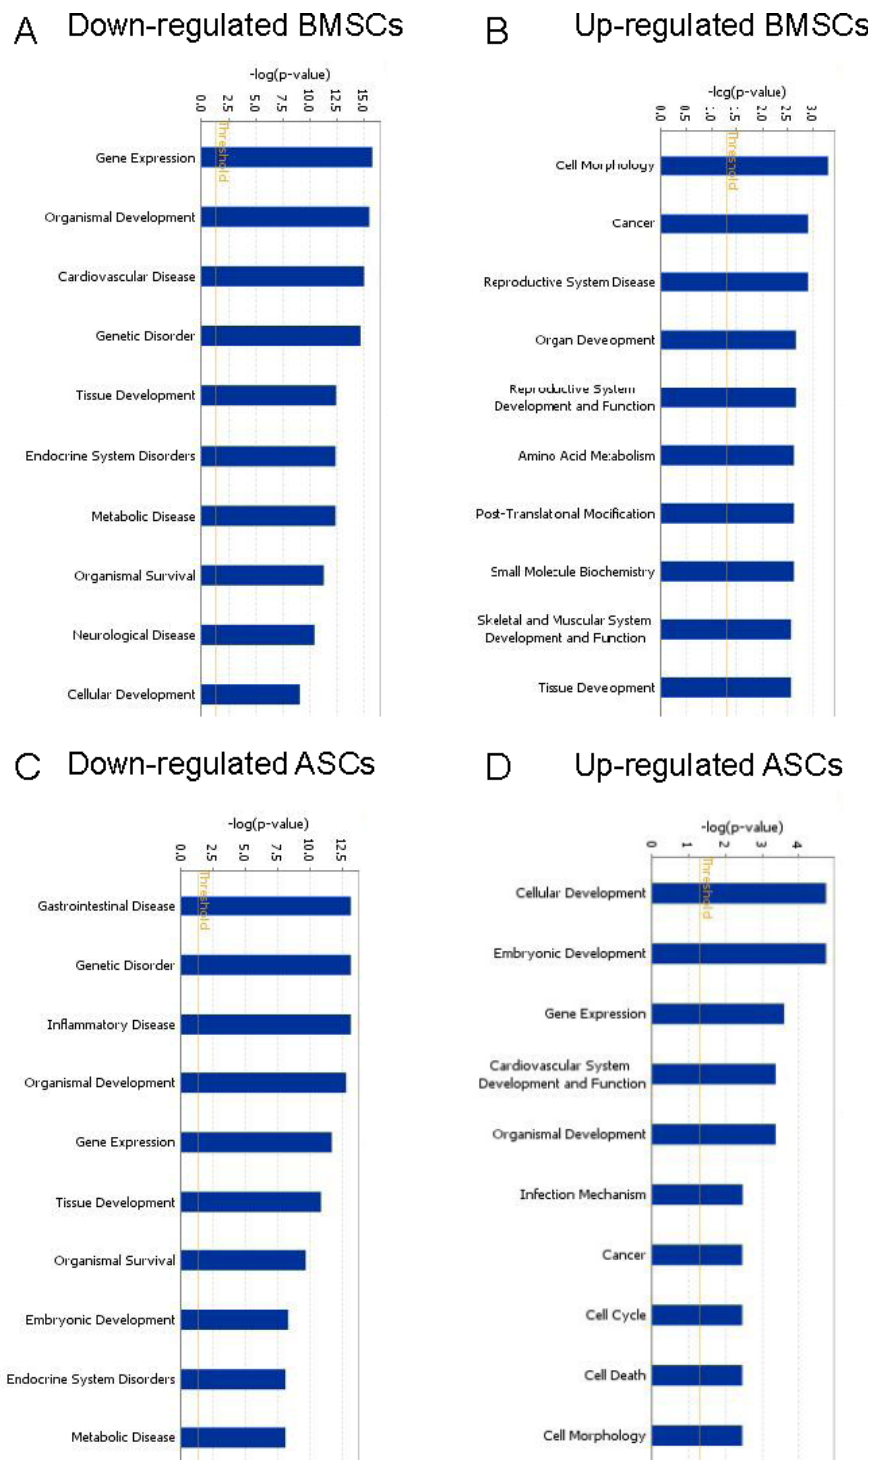 A Down-regulated BMSCs
-log(p-value)
0.0 2.5 5.0 7.5 10.0 12.5 15.0
Threshold
Gene Expression
Organismal Development
Cardiovascular Disease
Genetic Disorder
Tissue Development
Endocrine System Disorders
Metabolic Disease
Organismal Survival
Neurological Disease
Cellular Development
B Up-regulated BMSCs
-lcg(p-value)
0.0 0.5 1.0 1.5 2.0 2.5 3.0
Threshold
Cell Morphology
Cancer
Reproductive System Disease
Organ Deveopment
Reproductive System
Development and Function
Amino Acid Metabolism
Post-Translatonal Mocification
Small Molecule Biochemistry
Skeletal and Muscular System
Development and Function
Tissue Deveopment
C Down-regulated ASCs
-log(p-value)
0.0 2.5 5.0 7.5 10.0 12.5
Threshold
Gastrointestinal Disease
Genetic Disorder
Inflammatory Disease
Organismal Development
Gene Expression
Tissue Development
Organismal Survival
Embryonic Development
Endocrine System Disorders
Metabolic Disease
D Up-regulated ASCs
-log(p-value)
0 1 2 3 4
Threshold
Cellular Development
Embryonic Development
Gene Expression
Cardiovascular System
Development and Function
Organismal Development
Infection Mechanism
Cancer
Cell Cycle
Cell Death
Cell Morphology